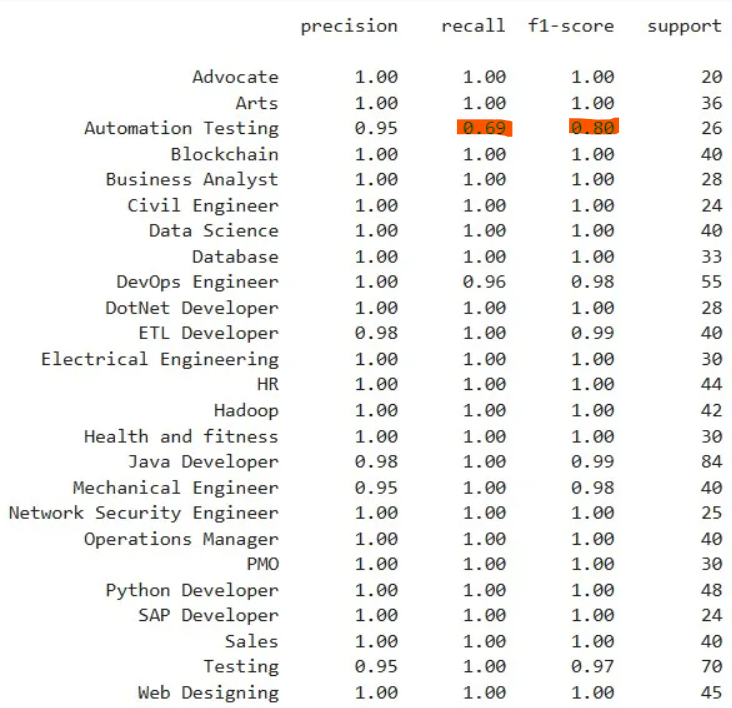 precision recall f1-score support
Advocate 1.00 1.00 1.00 20
Arts 1.00 1.00 1.00 36
Automation Testing 0.95 0.69 0.80 26
Blockchain 1.00 1.00 1.00 40
Business Analyst 1.00 1.00 1.00 28
Civil Engineer 1.00 1.00 1.00 24
Data Science 1.00 1.00 1.00 40
Database 1.00 1.00 1.00 33
DevOps Engineer 1.00 0.96 0.98 55
DotNet Developer 1.00 1.00 1.00 28
ETL Developer 0.98 1.00 0.99 40
Electrical Engineering 1.00 1.00 1.00 30
HR 1.00 1.00 1.00 44
Hadoop 1.00 1.00 1.00 42
Health and fitness 1.00 1.00 1.00 30
Java Developer 0.98 1.00 0.99 84
Mechanical Engineer 0.95 1.00 0.98 40
Network Security Engineer 1.00 1.00 1.00 25
Operations Manager 1.00 1.00 1.00 40
PMO 1.00 1.00 1.00 30
Python Developer 1.00 1.00 1.00 48
SAP Developer 1.00 1.00 1.00 24
Sales 1.00 1.00 1.00 40
Testing 0.95 1.00 0.97 70
Web Designing 1.00 1.00 1.00 45